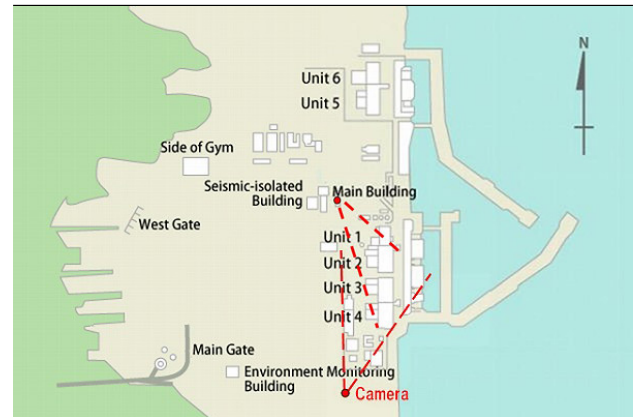 N
Unit 6
Unit 5
Side of Gym
Seismic-isolated
Building
Main Building
West Gate
Unit 1
Unit 2
Unit 3
Unit 4
Main Gate
Environment Monitoring
Building
Camera